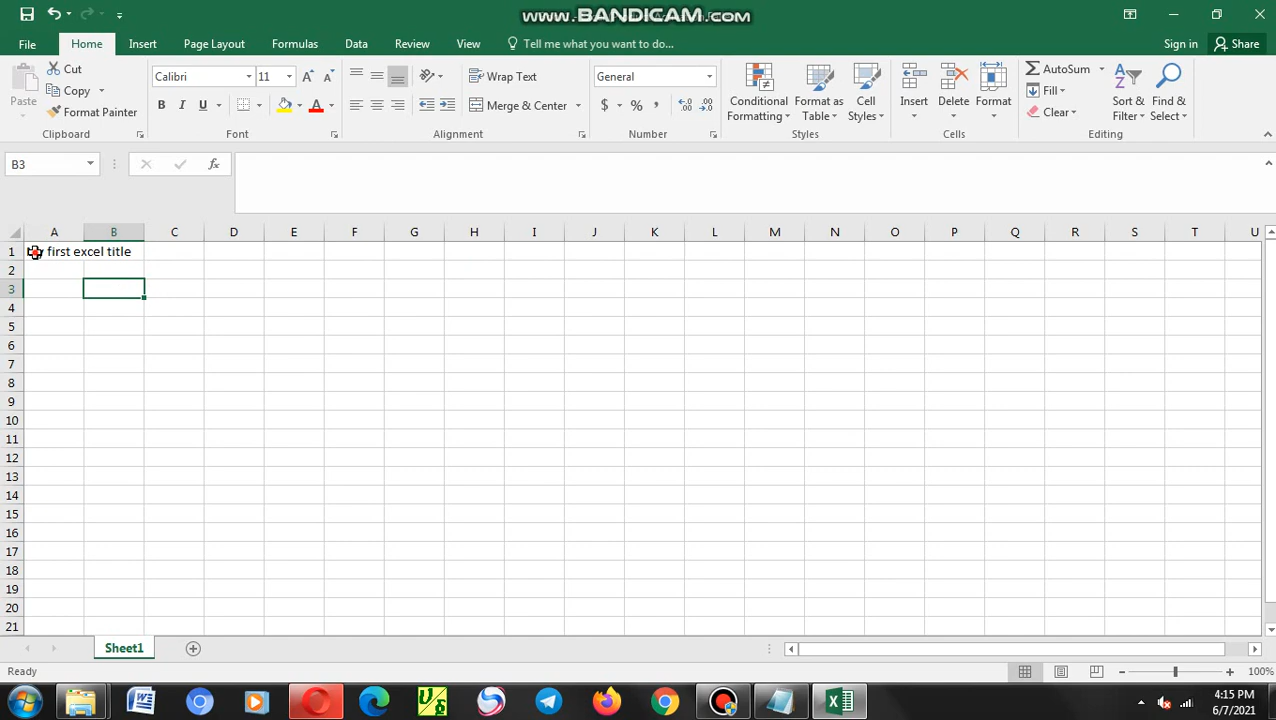 WWW.BANDICAM.COM
File Home Insert Page Layout Formulas Data Review View Tell me what you want to do... Sign in Share
Paste Cut Copy Format Painter Clipboard
Calibri 11 B I U A Font
Wrap Text Merge & Center Alignment
General $ % , Number
Conditional Formatting Format as Table Cell Styles Styles
Insert Delete Format Cells
AutoSum Fill Clear Sort & Filter Find & Select Editing
B3 fx
A B C D E F G H I J K L M N O P Q R S T U
1 first excel title
2
3
4
5
6
7
8
9
10
11
12
13
14
15
16
17
18
19
20
21
Sheet1
Ready 100%
4:15 PM
6/7/2021